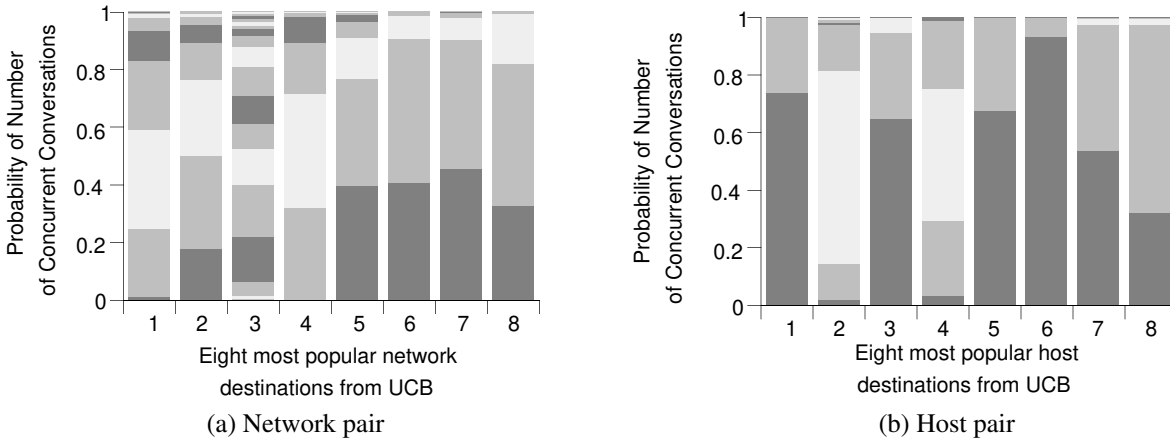 Probability of Number
of Concurrent Conversations
1
0.8
0.6
0.4
0.2
0
1 2 3 4 5 6 7 8
Eight most popular network
destinations from UCB
(a) Network pair
Probability of Number
of Concurrent Conversations
1
0.8
0.6
0.4
0.2
0
1 2 3 4 5 6 7 8
Eight most popular host
destinations from UCB
(b) Host pair